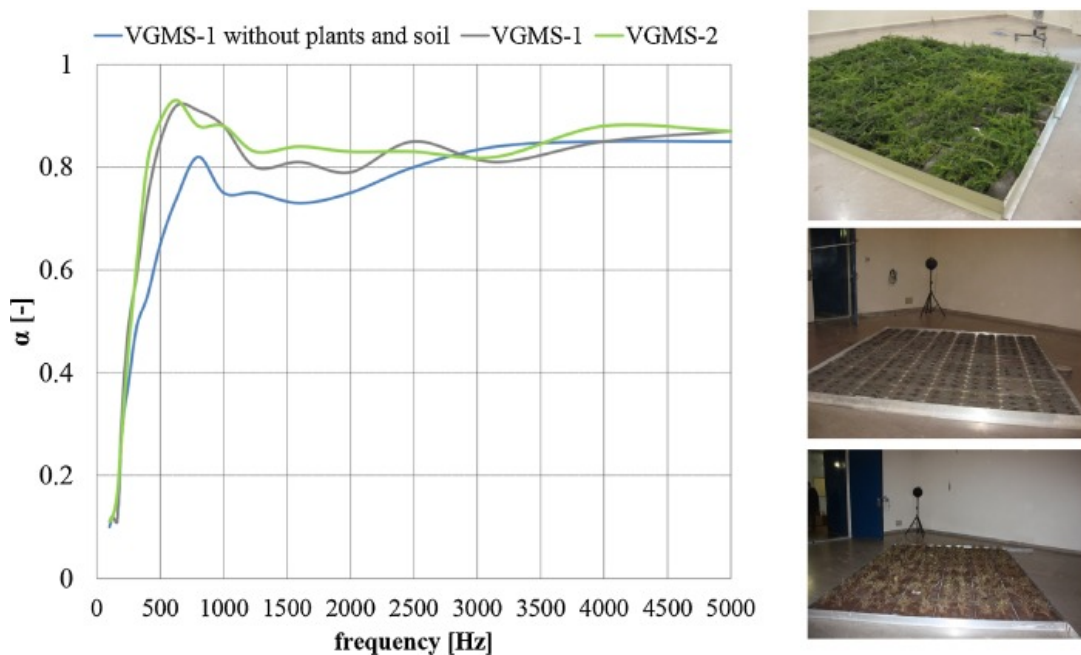 VGMS-1 without plants and soil VGMS-1 VGMS-2
1
0.8
0.6
0.4
0.2
0
α [-]
0 500 1000 1500 2000 2500 3000 3500 4000 4500 5000
frequency [Hz]